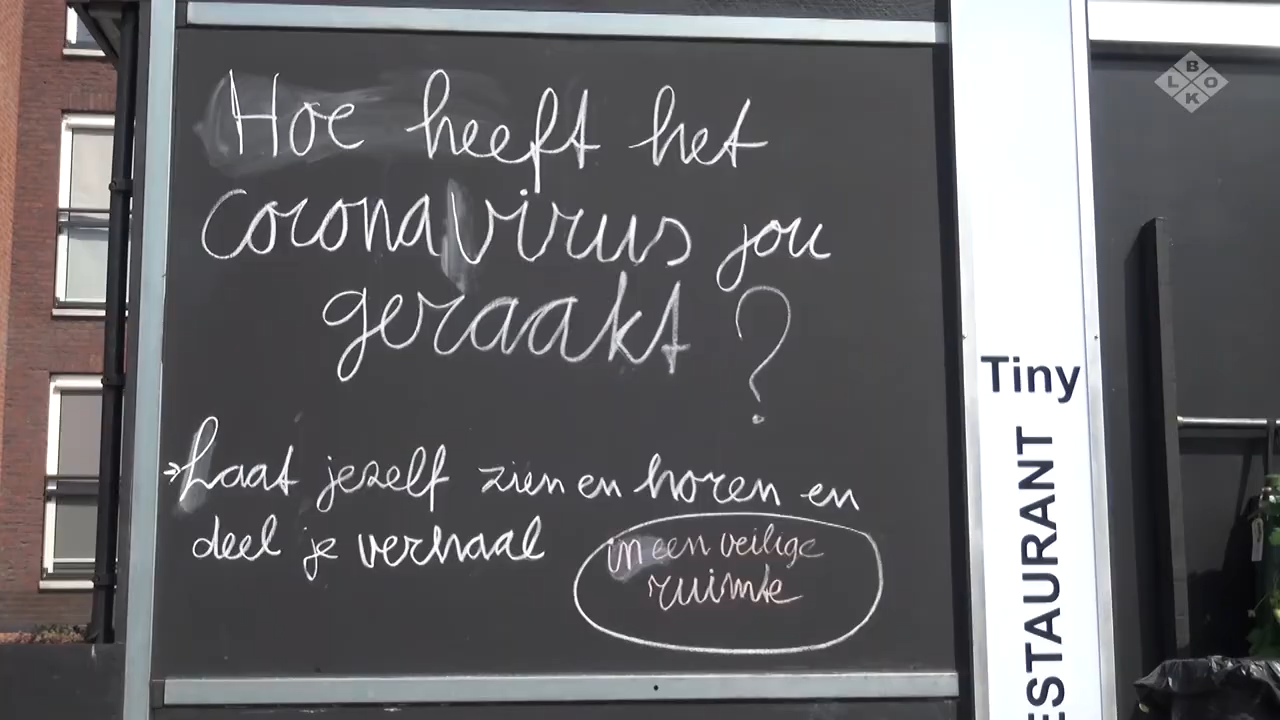 Hoe heeft het
coronavirus jou
geraakt?
→Laat jezelf zien en horen en
deel je verhaal
in een veilige
ruimte
Tiny
ESTAURANT
BLOK